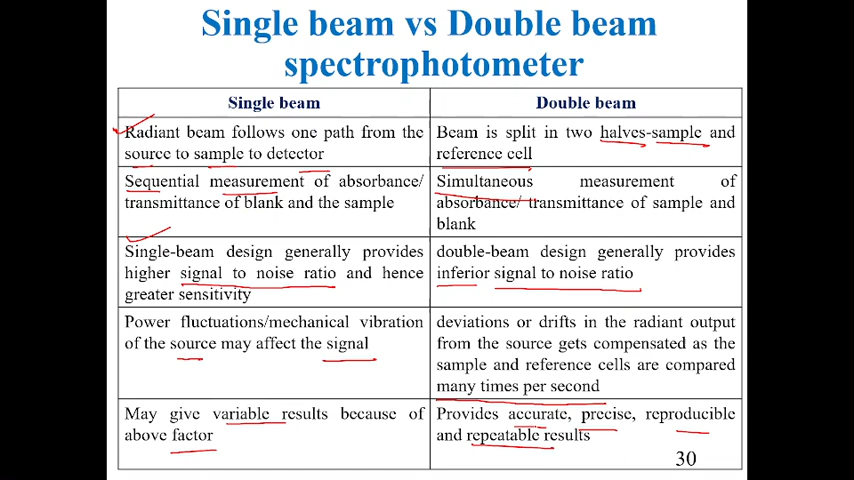 Single beam vs Double beam
spectrophotometer
Single beam
Double beam
Radiant beam follows one path from the
source to sample to detector
Beam is split in two halves-sample and
reference cell
Sequential measurement of absorbance/
transmittance of blank and the sample
Simultaneous measurement of
absorbance/ transmittance of sample and
blank
Single-beam design generally provides
higher signal to noise ratio and hence
greater sensitivity
double-beam design generally provides
inferior signal to noise ratio
Power fluctuations/mechanical vibration
of the source may affect the signal
deviations or drifts in the radiant output
from the source gets compensated as the
sample and reference cells are compared
many times per second
May give variable results because of
above factor
Provides accurate, precise, reproducible
and repeatable results
30